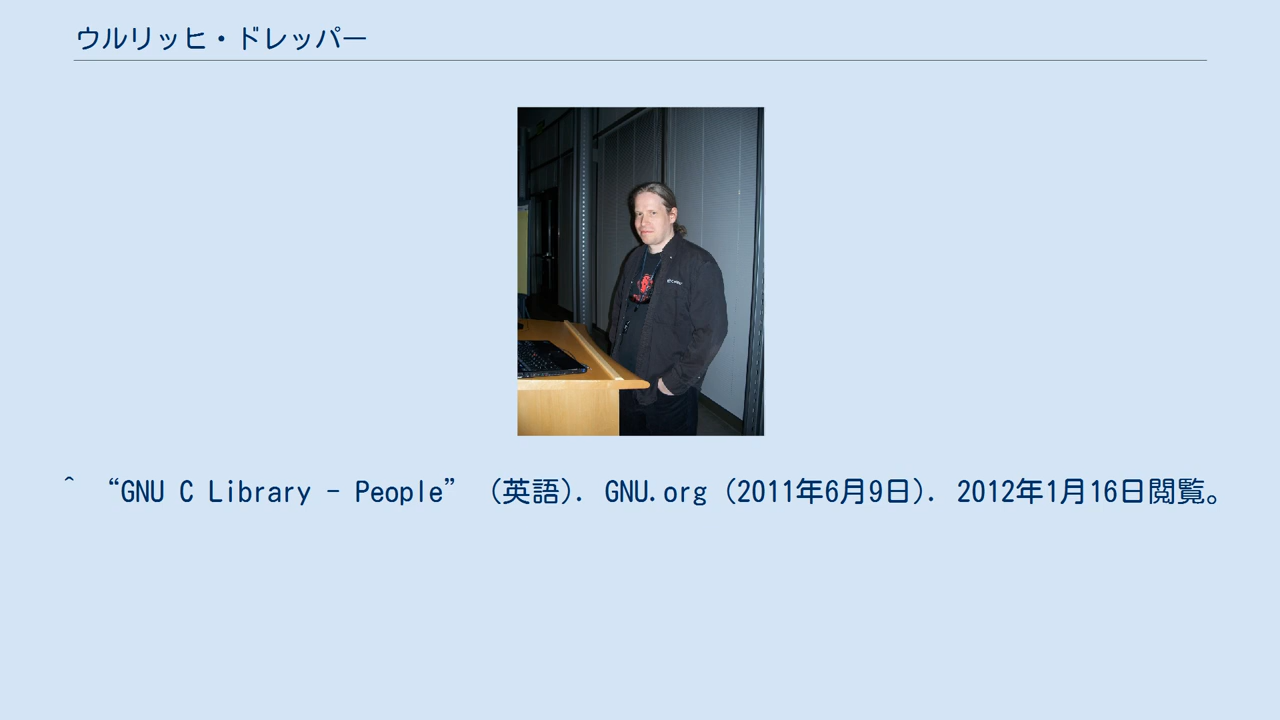 ウルリッヒ・ドレッパー
^ “GNU C Library - People” （英語）. GNU.org (2011年6月9日). 2012年1月16日閲覧。